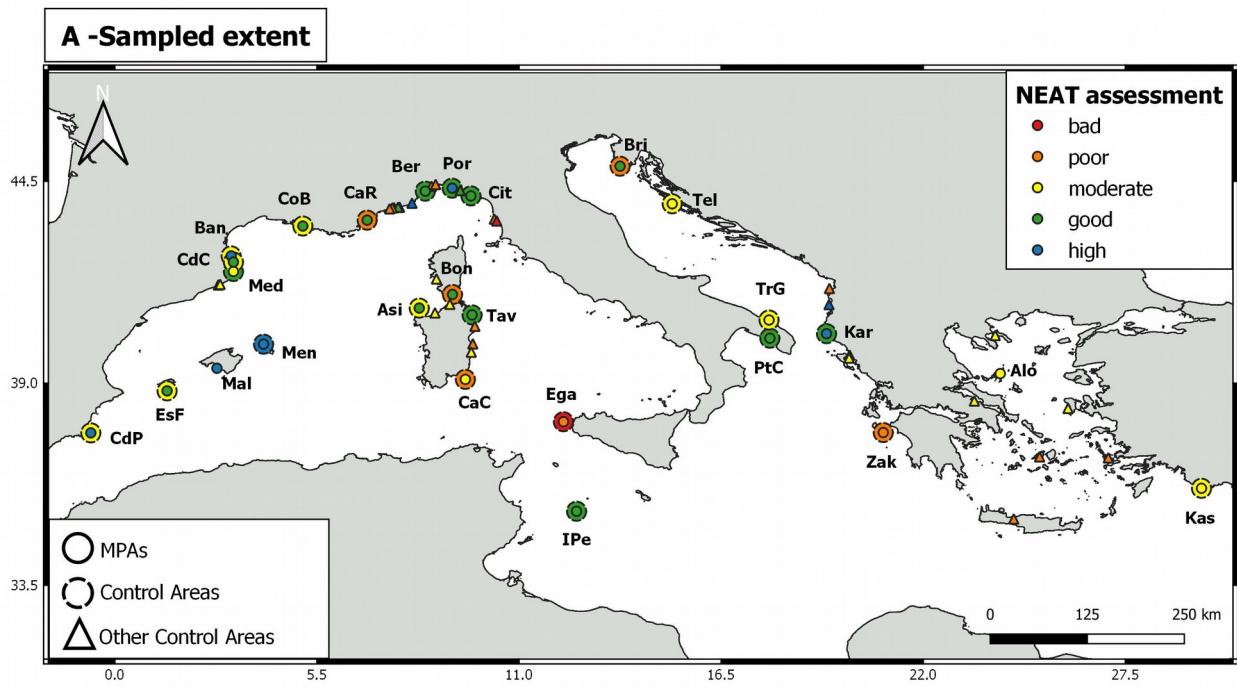 A -Sampled extent
N
NEAT assessment
bad
poor
moderate
good
high
Bri
Ber
Por
44.5
CoB
CaR
Cit
Tel
Ban
CdC
Bon
Med
TrG
Asi
Tav
Kar
Men
PtC
Mal
Alo
39.0
EsF
CaC
Ega
CdP
Zak
Kas
IPe
MPAs
Control Areas
33.5
Other Control Areas
0 125 250 km
0.0 5.5 11.0 16.5 22.0 27.5